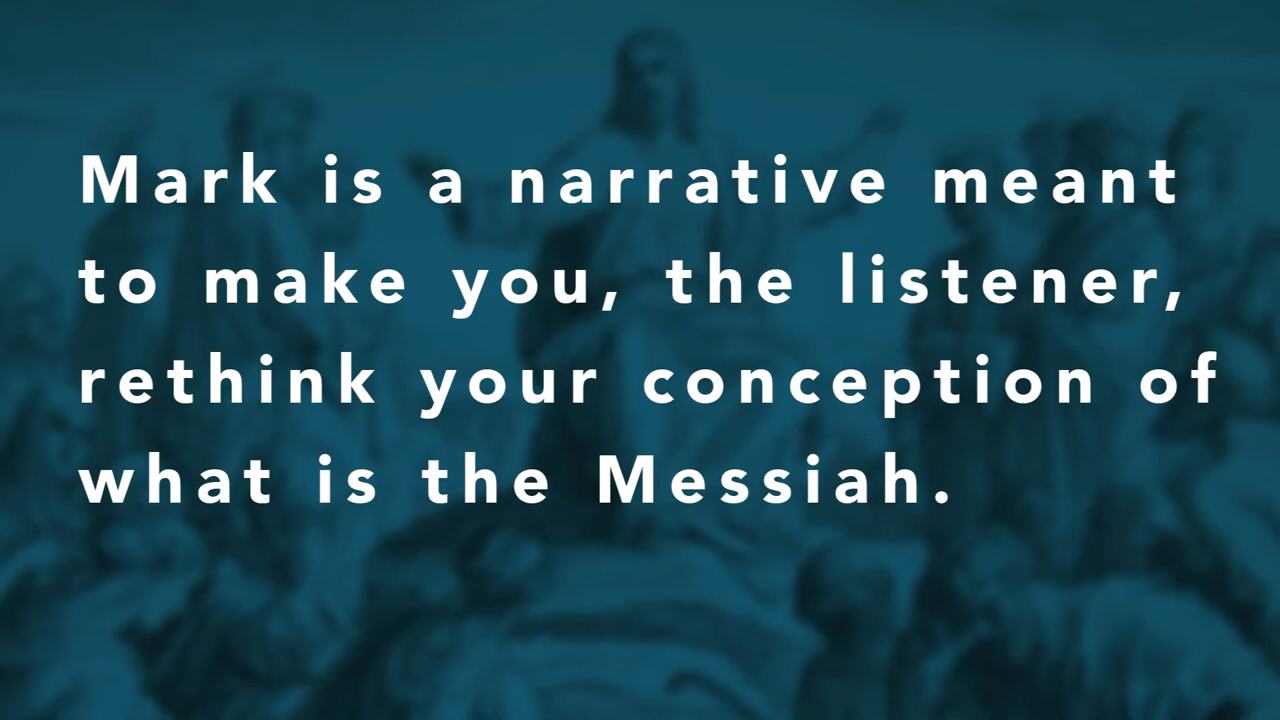 Mark is a narrative meant
to make you, the listener,
rethink your conception of
what is the Messiah.